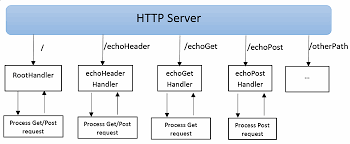 HTTP Server
/
/echoHeader
/echoGet
/echoPost
/otherPath
RootHandler
echoHeader
Handler
echoGet
Handler
echoPost
Handler
...
Process Get/Post
request
Process Get/Post
request
Process Get
request
Process Post
request